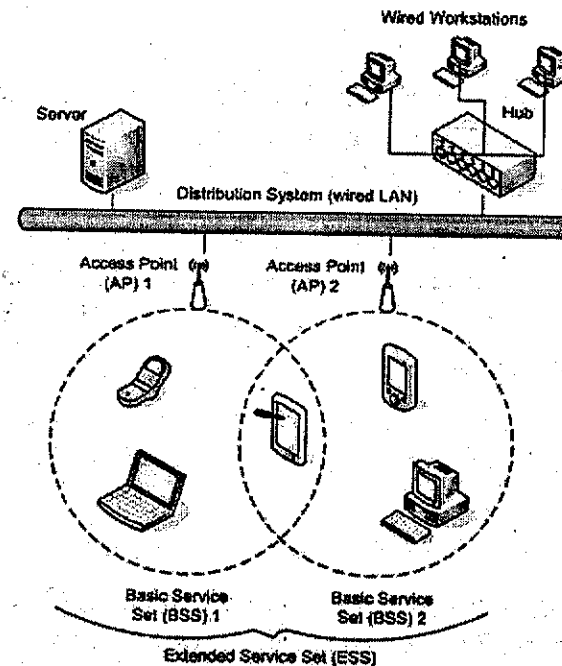 Wired Workstations
Server
Hub
Distribution System (wired LAN)
Access Point
(AP) 1
Access Point
(AP) 2
Basic Service
Set (BSS) 1
Basic Service
Set (BSS) 2
Extended Service Set (ESS)